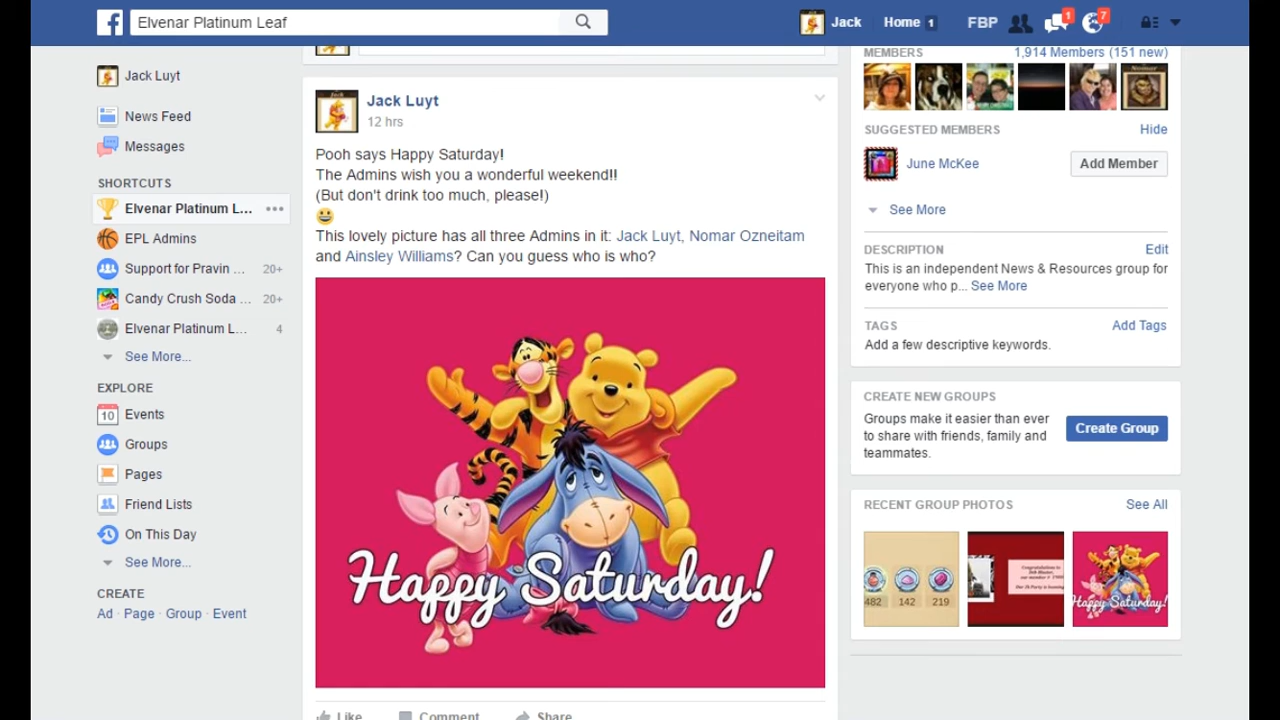 Elvenar Platinum Leaf
Jack
Home 1
FBP
1
7
Jack Luyt
News Feed
Messages
SHORTCUTS
Elvenar Platinum L...
EPL Admins
Support for Pravin ... 20+
Candy Crush Soda ... 20+
Elvenar Platinum L... 4
See More...
EXPLORE
10 Events
Groups
Pages
Friend Lists
On This Day
See More...
CREATE
Ad · Page · Group · Event
Jack Luyt
12 hrs
Pooh says Happy Saturday!
The Admins wish you a wonderful weekend!!
(But don't drink too much, please!)
This lovely picture has all three Admins in it: Jack Luyt, Nomar Ozneitam
and Ainsley Williams? Can you guess who is who?
Happy Saturday!
Like Comment Share
MEMBERS 1,914 Members (151 new)
SUGGESTED MEMBERS Hide
June McKee Add Member
See More
DESCRIPTION Edit
This is an independent News & Resources group for
everyone who p... See More
TAGS Add Tags
Add a few descriptive keywords.
CREATE NEW GROUPS
Groups make it easier than ever
to share with friends, family and
teammates.
Create Group
RECENT GROUP PHOTOS See All
482 142 219
Happy Saturday!